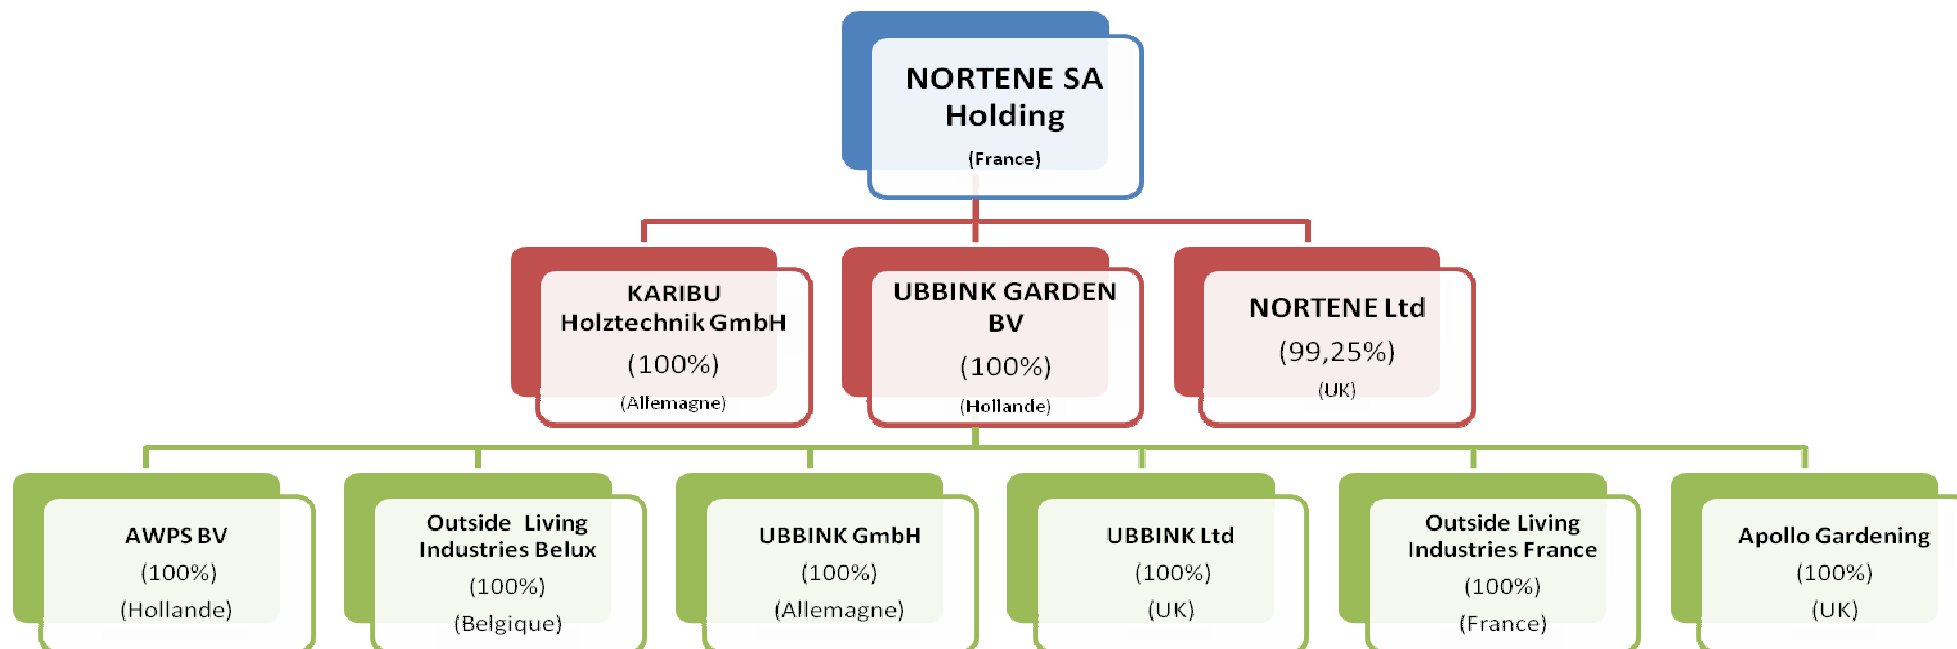 NORTENE SA
Holding
(France)
KARIBU
Holztechnik GmbH
(100%)
(Allemagne)
UBBINK GARDEN
BV
(100%)
(Hollande)
NORTENE Ltd
(99,25%)
(UK)
AWPS BV
(100%)
(Hollande)
Outside Living
Industries Belux
(100%)
(Belgique)
UBBINK GmbH
(100%)
(Allemagne)
UBBINK Ltd
(100%)
(UK)
Outside Living
Industries France
(100%)
(France)
Apollo Gardening
(100%)
(UK)